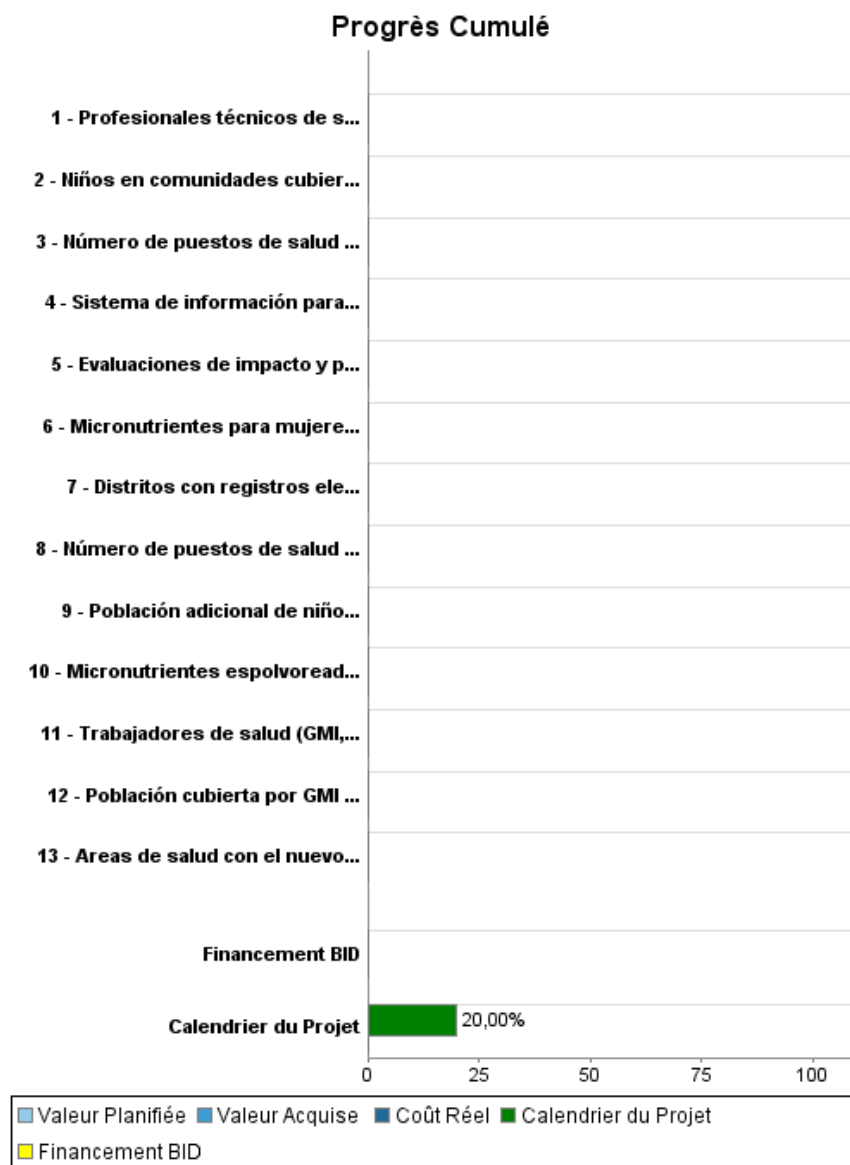 Progrès Cumulé
1 - Profesionales técnicos de s...
2 - Niños en comunidades cubier...
3 - Número de puestos de salud ...
4 - Sistema de información para...
5 - Evaluaciones de impacto y p...
6 - Micronutrientes para mujere...
7 - Distritos con registros ele...
8 - Número de puestos de salud ...
9 - Población adicional de niño...
10 - Micronutrientes espolvoread...
11 - Trabajadores de salud (GMI,...
12 - Población cubierta por GMI ...
13 - Areas de salud con el nuevo...
Financement BID
Calendrier du Projet 20,00%
0 25 50 75 100
Valeur Planifiée Valeur Acquise Coût Réel Calendrier du Projet
Financement BID